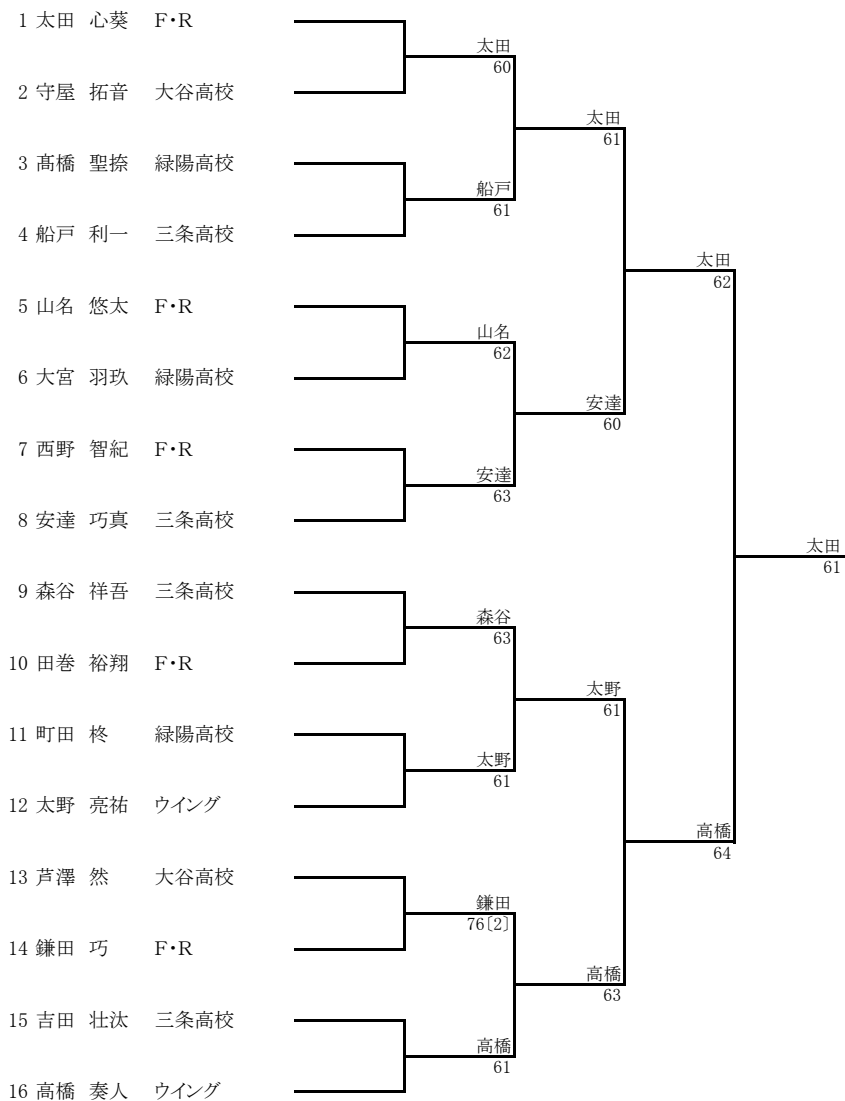 1 太田 心葵 F・R
太田
60
2 守屋 拓音 大谷高校
太田
61
3 髙橋 聖捺 緑陽高校
船戸
61
4 船戸 利一 三条高校
太田
62
5 山名 悠太 F・R
山名
62
6 大宮 羽玖 緑陽高校
安達
60
7 西野 智紀 F・R
安達
63
8 安達 巧真 三条高校
太田
61
9 森谷 祥吾 三条高校
森谷
63
10 田巻 裕翔 F・R
太野
61
11 町田 柊 緑陽高校
太野
61
12 太野 亮祐 ウイング
高橋
64
13 芦澤 然 大谷高校
鎌田
76〔2〕
14 鎌田 巧 F・R
高橋
63
15 吉田 壮汰 三条高校
高橋
61
16 高橋 奏人 ウイング